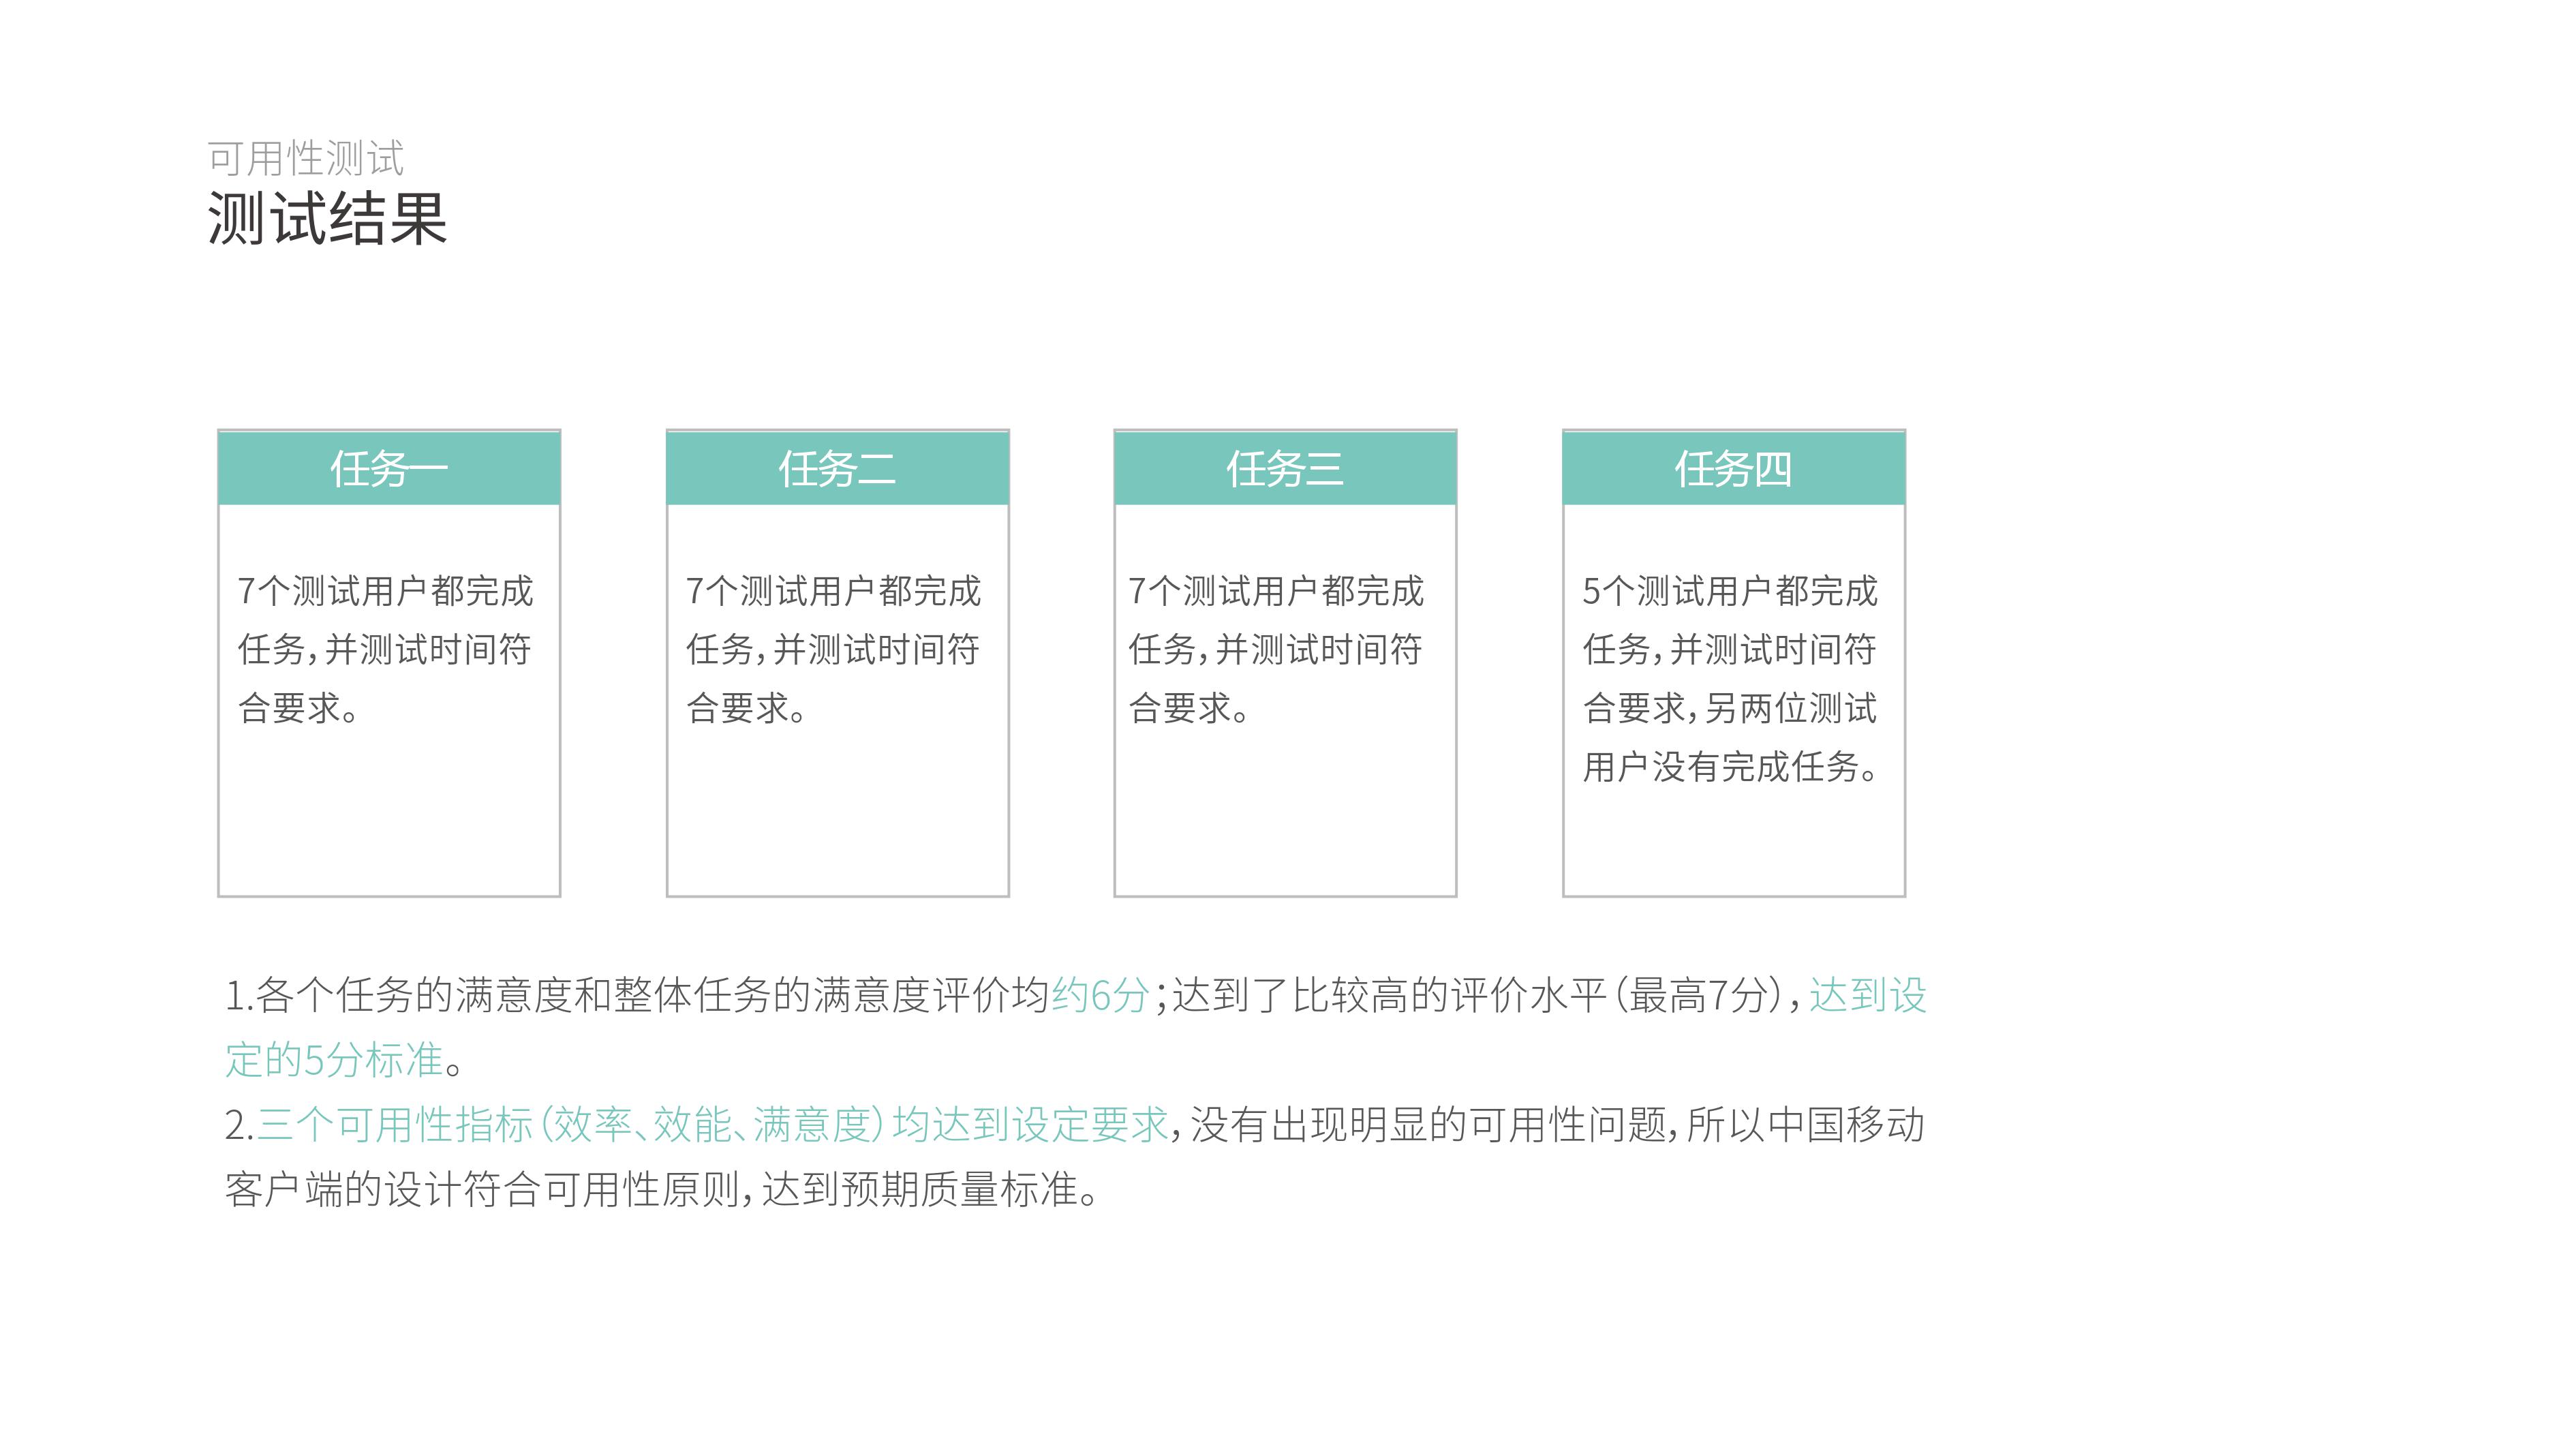 可用性测试
测试结果
任务一
7个测试用户都完成
任务，并测试时间符
合要求。
任务二
7个测试用户都完成
任务，并测试时间符
合要求。
任务三
7个测试用户都完成
任务，并测试时间符
合要求。
任务四
5个测试用户都完成
任务，并测试时间符
合要求，另两位测试
用户没有完成任务。
1.各个任务的满意度和整体任务的满意度评价均约6分；达到了比较高的评价水平（最高7分），达到设
定的5分标准。
2.三个可用性指标（效率、效能、满意度）均达到设定要求，没有出现明显的可用性问题，所以中国移动
客户端的设计符合可用性原则，达到预期质量标准。